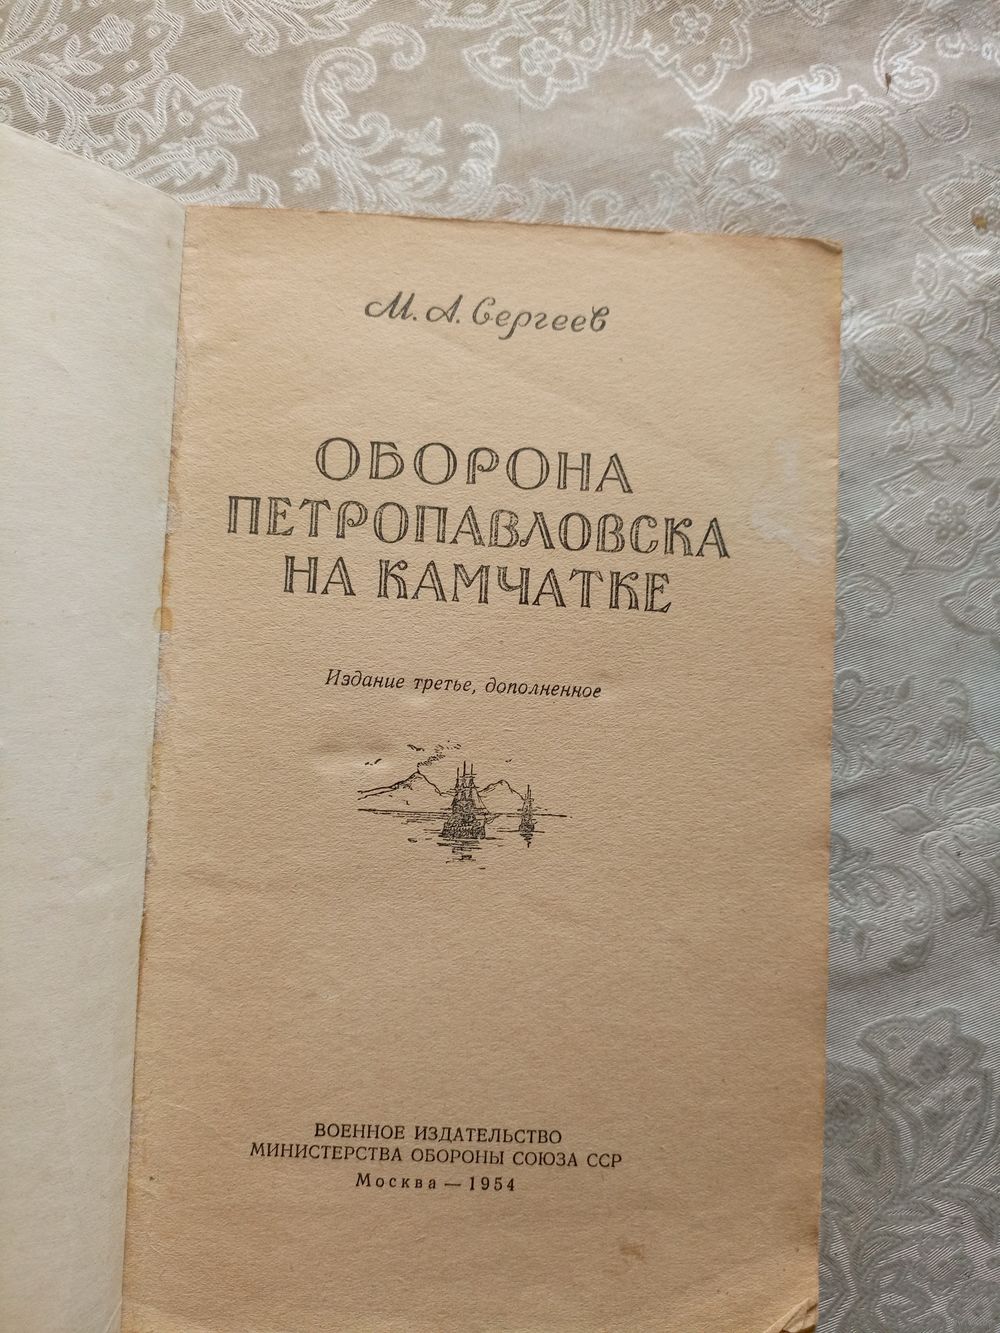 М. А. Сергеев
ОБОРОНА
ПЕТРОПАВЛОВСКА
НА КАМЧАТКЕ
Издание третье, дополненное
ВОЕННОЕ ИЗДАТЕЛЬСТВО
МИНИСТЕРСТВА ОБОРОНЫ СОЮЗА ССР
Москва — 1954